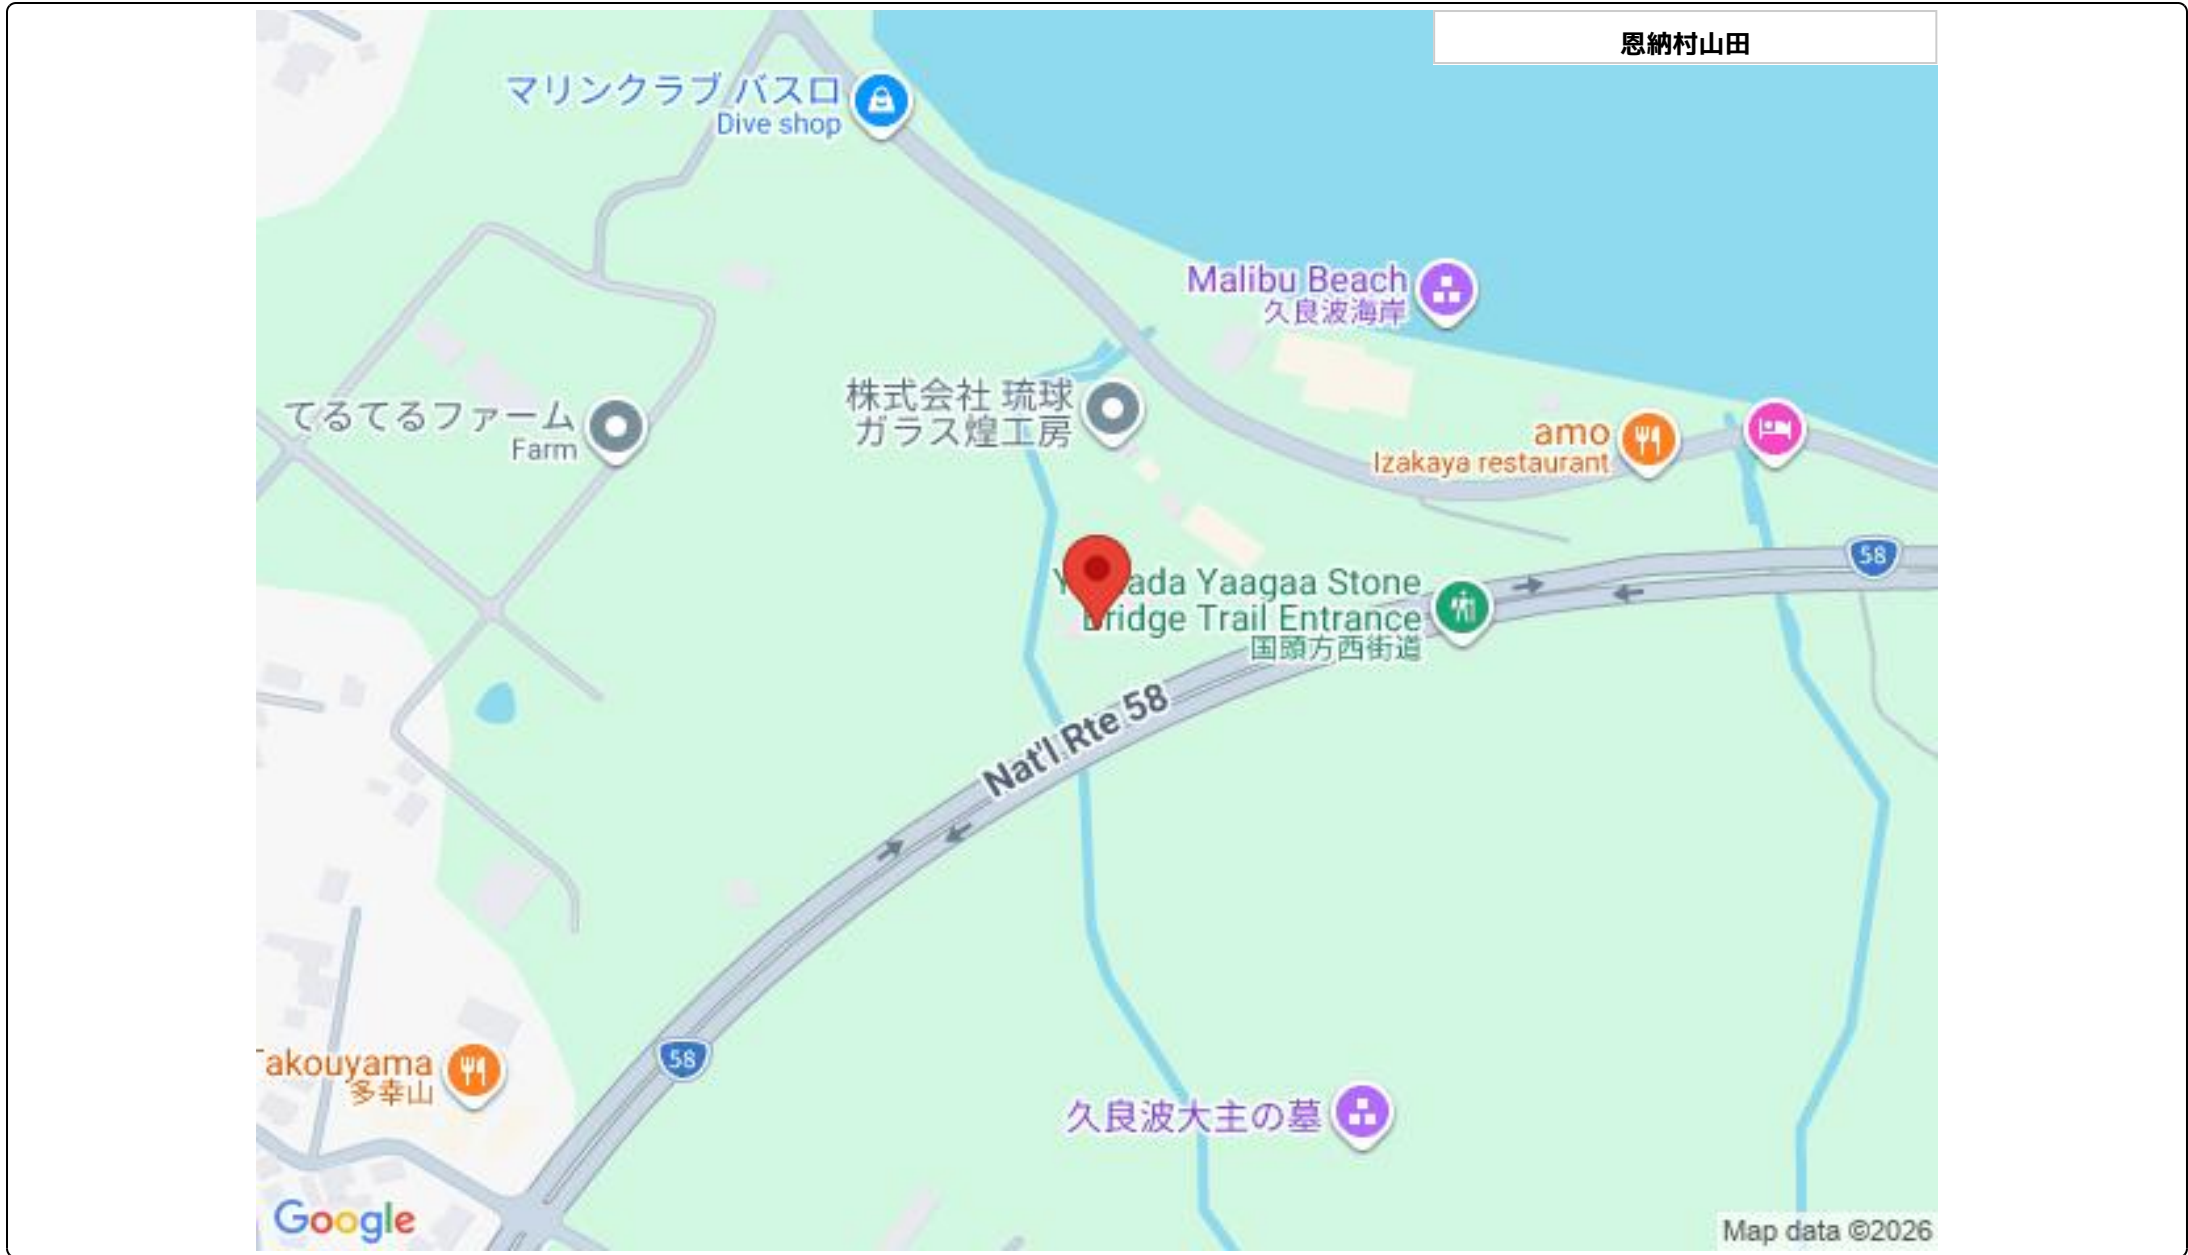 恩納村山田
マリンクラブ バスロ
Dive shop
Malibu Beach
久良波海岸
株式会社 琉球
ガラス煌工房
てるてるファーム
Farm
amo
Izakaya restaurant
58
ada Yaagaa Stone
Bridge Trail Entrance
国頭方西街道
Nat'l Rte 58
58
akouyama
多幸山
久良波大主の墓
Google
Map data ©2026